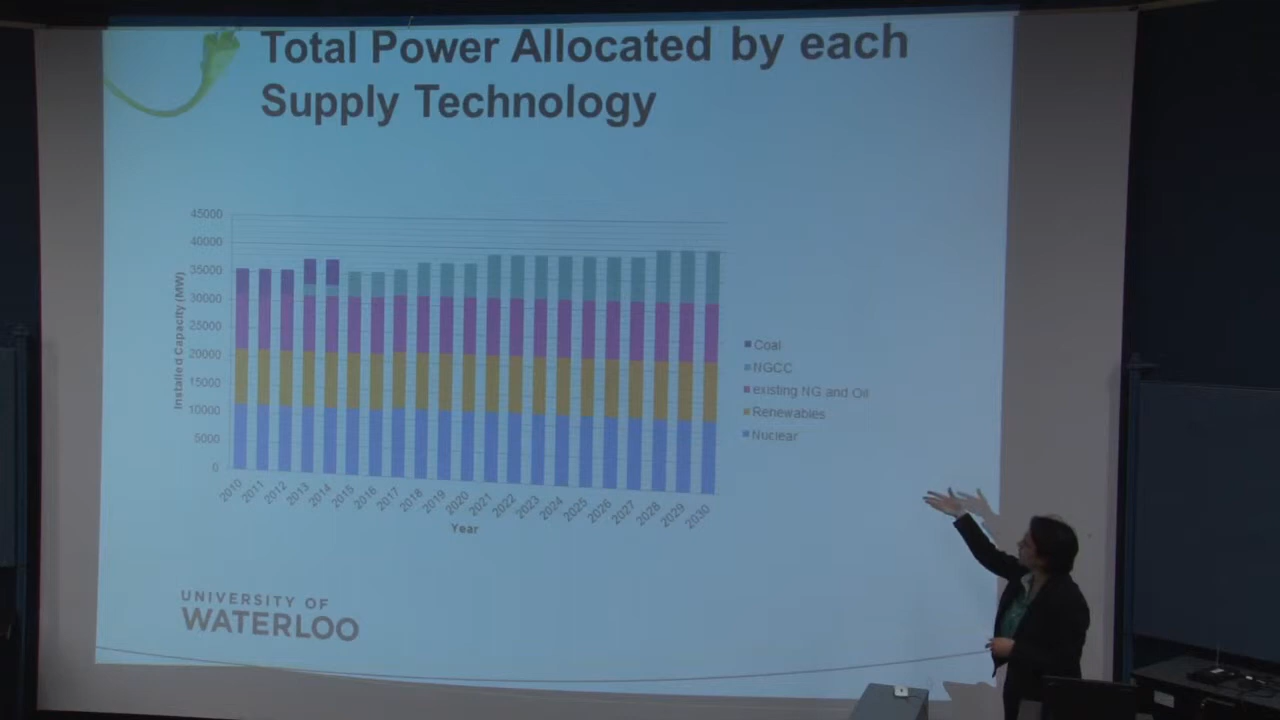 Total Power Allocated by each
Supply Technology
45000
40000
35000
30000
25000
20000
15000
10000
5000
0
Installed Capacity (MW)
2010
2011
2012
2013
2014
2015
2016
2017
2018
2019
2020
2021
2022
2023
2024
2025
2026
2027
2028
2029
2030
Year
Coal
NGCC
existing NG and Oil
Renewables
Nuclear
UNIVERSITY OF
WATERLOO